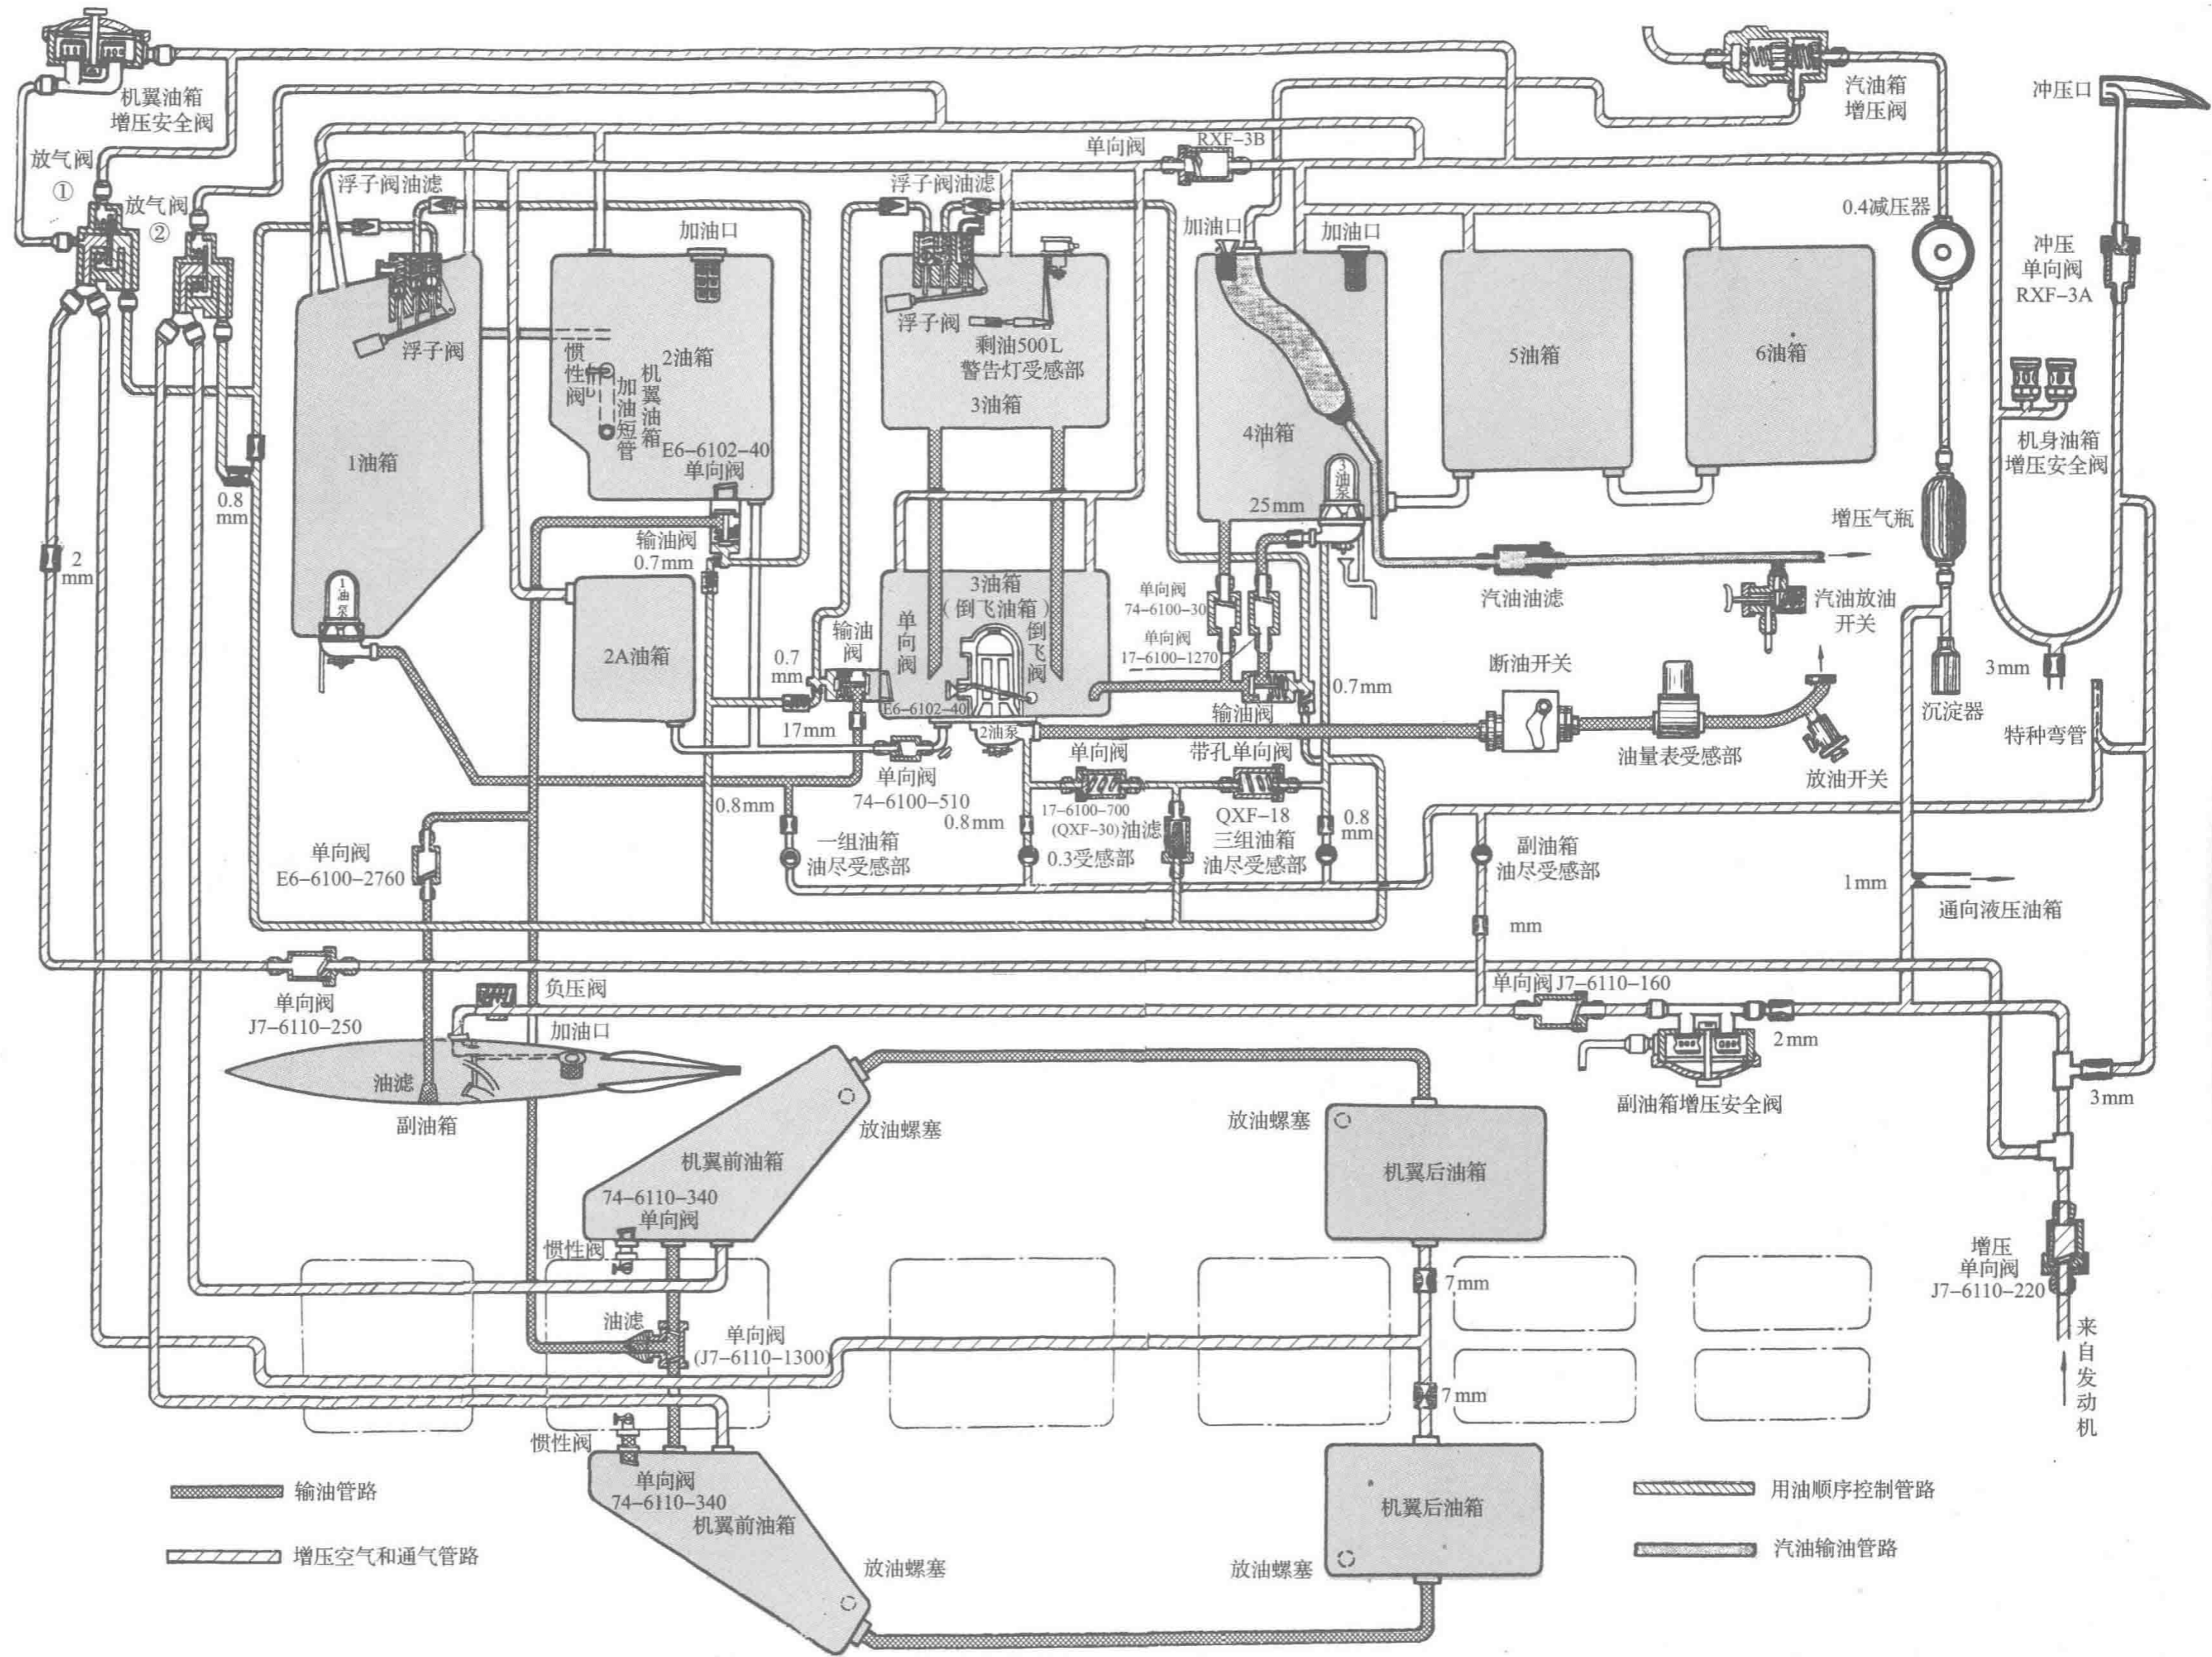 机翼油箱
增压安全阀
放气阀
①
放气阀
②
浮子阀油滤
浮子阀油滤
单向阀
RXF-3B
汽油箱
增压阀
冲压口
0.4减压器
冲压
单向阀
RXF-3A
加油口
加油口
加油口
浮子阀
浮子阀
惯性阀
2油箱
机翼油箱
加油短管
E6-6102-40
单向阀
剩油500L
警告灯受感部
3油箱
4油箱
5油箱
6油箱
1油箱
机身油箱
增压安全阀
0.8
mm
2
mm
输油阀
0.7mm
3油泵
25mm
增压气瓶
1油泵
2A油箱
3油箱
(倒飞油箱)
单向阀
倒飞阀
输油阀
0.7
mm
17mm
E6-6102-40
2油泵
单向阀
74-6100-30
单向阀
17-6100-1270
输油阀
0.7mm
汽油油滤
汽油放油
开关
断油开关
油量表受感部
放油开关
沉淀器
3mm
特种弯管
单向阀
74-6100-510
0.8mm
0.8mm
单向阀
17-6100-700
(QXF-30)
油滤
带孔单向阀
QXF-18
0.8
mm
一组油箱
油尽受感部
0.3受感部
三组油箱
油尽受感部
副油箱
油尽受感部
单向阀
E6-6100-2760
1mm
通向液压油箱
mm
单向阀
J7-6110-250
负压阀
加油口
油滤
副油箱
单向阀J7-6110-160
2mm
副油箱增压安全阀
3mm
放油螺塞
放油螺塞
机翼前油箱
74-6110-340
单向阀
惯性阀
机翼后油箱
7mm
增压
单向阀
J7-6110-220
来自发动机
油滤
单向阀
(J7-6110-1300)
7mm
惯性阀
单向阀
74-6110-340
机翼前油箱
机翼后油箱
放油螺塞
放油螺塞
输油管路
增压空气和通气管路
用油顺序控制管路
汽油输油管路